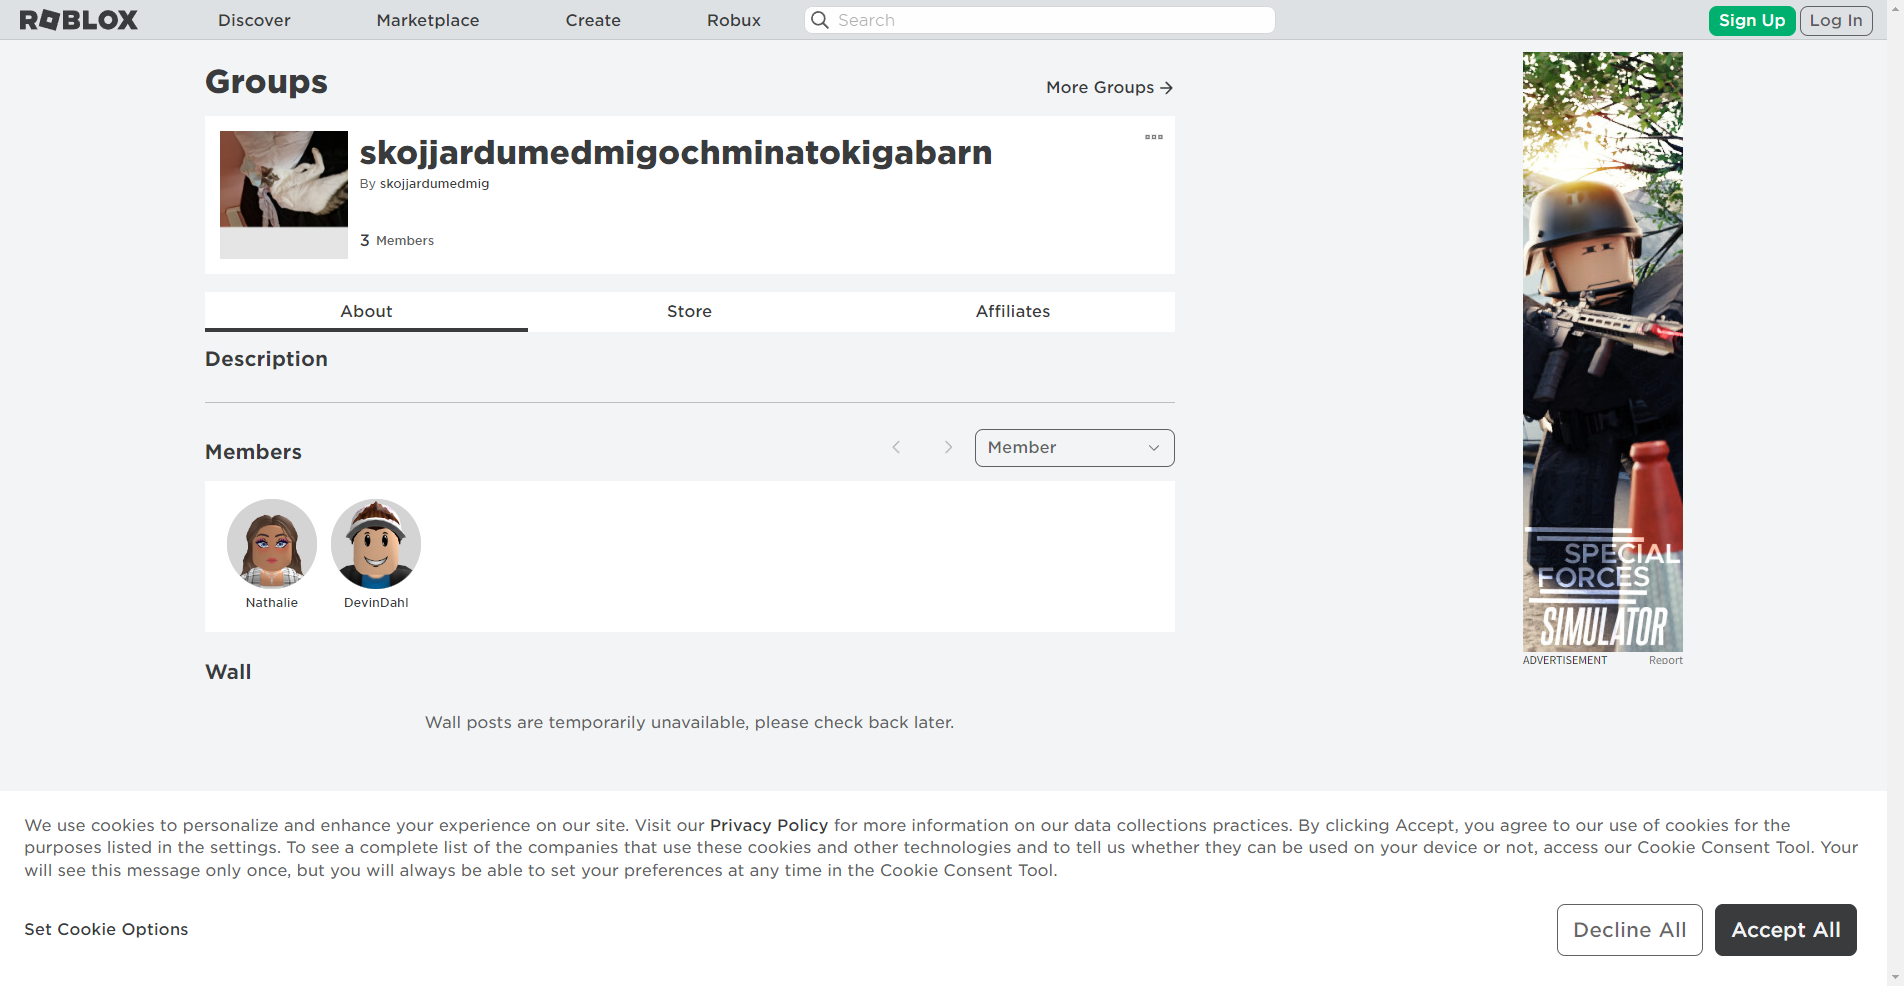 ROBLOX
Discover
Marketplace
Create
Robux
Search
Sign Up
Log In
Groups
More Groups
skojjardumedmigochminatokigabarn
By skojjardumedmig
3 Members
About
Store
Affiliates
Description
Members
Member
Nathalie
DevinDahl
Wall
Wall posts are temporarily unavailable, please check back later.
SPECIAL
FORCES
SIMULATOR
ADVERTISEMENT
Report
We use cookies to personalize and enhance your experience on our site. Visit our Privacy Policy for more information on our data collections practices. By clicking Accept, you agree to our use of cookies for the
purposes listed in the settings. To see a complete list of the companies that use these cookies and other technologies and to tell us whether they can be used on your device or not, access our Cookie Consent Tool. Your
will see this message only once, but you will always be able to set your preferences at any time in the Cookie Consent Tool.
Set Cookie Options
Decline All
Accept All